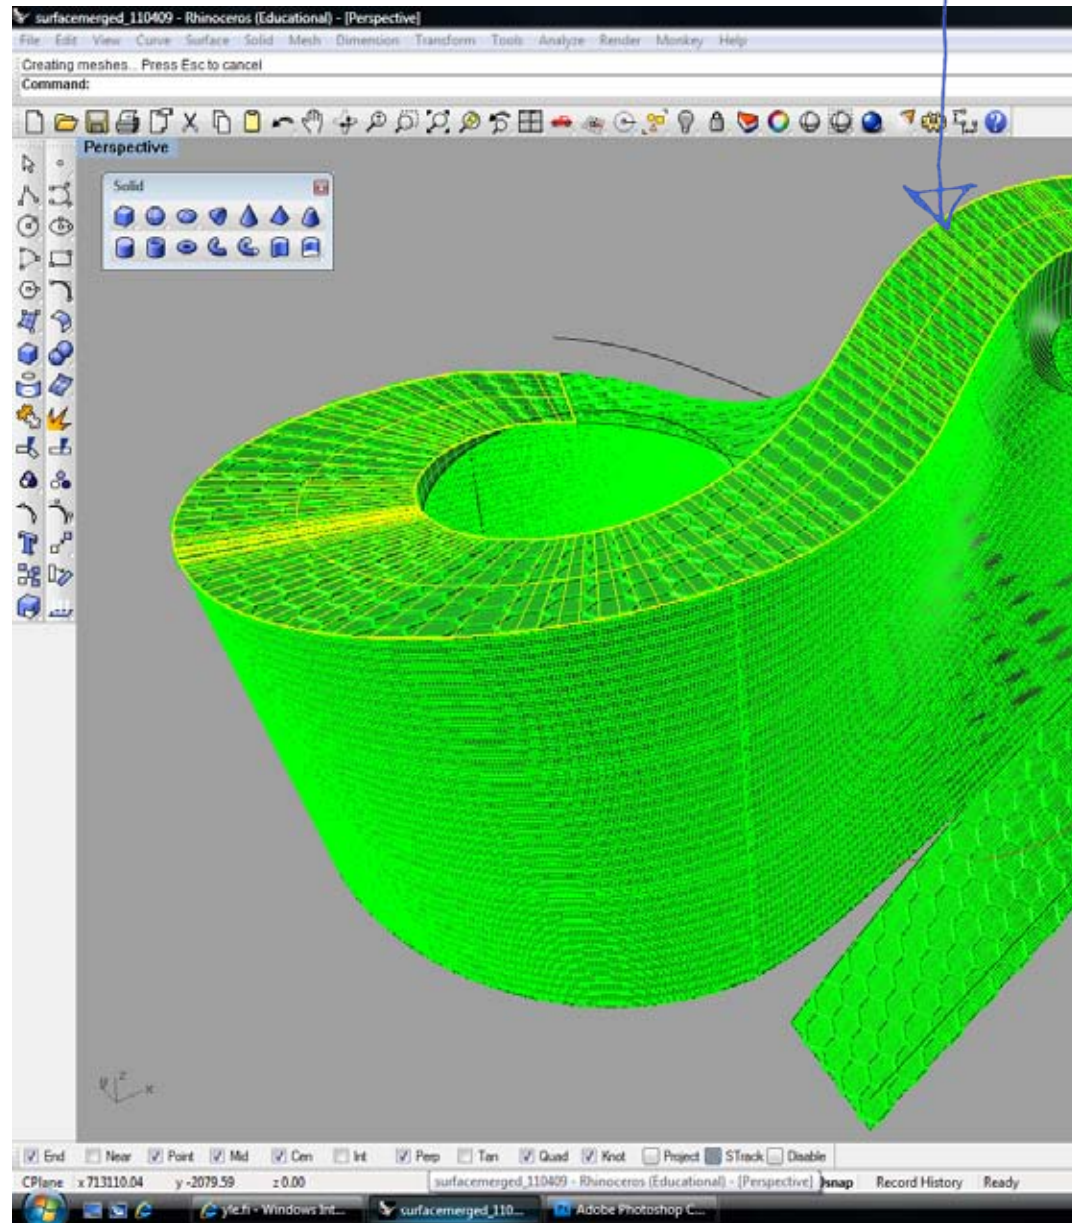 surfacemerged_110409 - Rhinoceros (Educational) - [Perspective]
File Edit View Curve Surface Solid Mesh Dimension Transform Tools Analyze Render Monkey Help
Creating meshes... Press Esc to cancel
Command:
Perspective
Solid
y z x
End Near Point Mid Cen Int Perp Tan Quad Knot Project STrack Disable
CPlane x 713110.04 y -2079.59 z 0.00 surfacemerged_110409 - Rhinoceros (Educational) - [Perspective] Osnap Record History Ready
yle.fi - Windows Int... surfacemerged_110... Adobe Photoshop C...